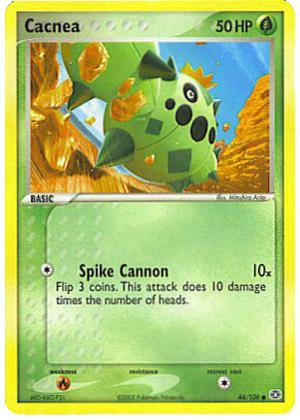 Cacnea 50 HP
Illus. Mitsuhiro Arita
BASIC
Spike Cannon 10x
Flip 3 coins. This attack does 10 damage
times the number of heads.
weakness resistance retreat cost
©2005 Pokémon/Nintendo
44/106